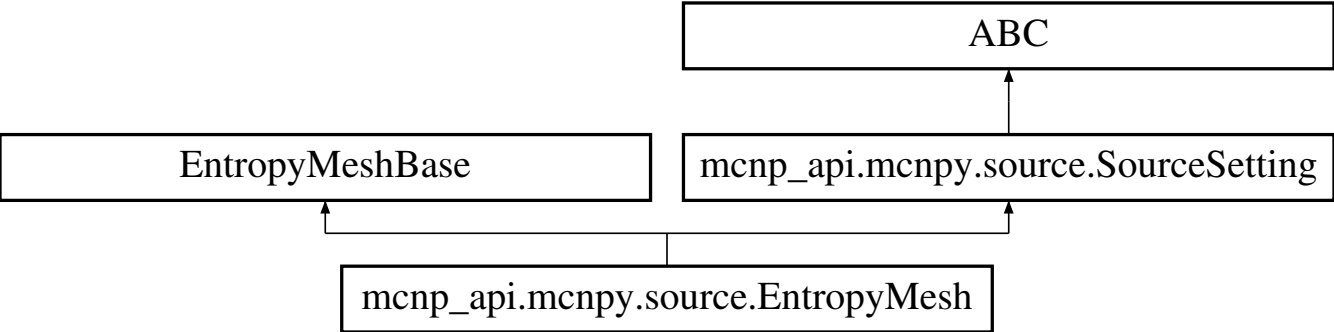 ABC
EntropyMeshBase
mcnp_api.mcnpy.source.SourceSetting
mcnp_api.mcnpy.source.EntropyMesh